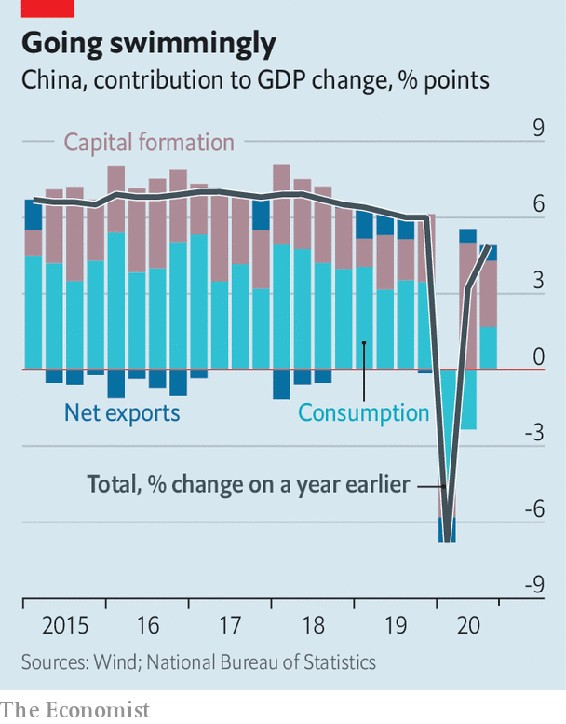 Going swimmingly
China, contribution to GDP change, % points
9
Capital formation
6
3
0
Net exports
Consumption
-3
Total, % change on a year earlier
-6
-9
2015 16 17 18 19 20
Sources: Wind; National Bureau of Statistics
The Economist